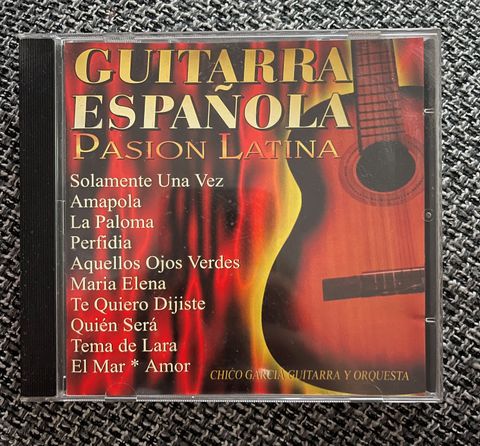 GUITARRA
ESPAÑOLA
PASION LATINA
Solamente Una Vez
Amapola
La Paloma
Perfidia
Aquellos Ojos Verdes
Maria Elena
Te Quiero Dijiste
Quién Será
Tema de Lara
El Mar * Amor
CHICO GARCIA GUITARRA Y ORQUESTA